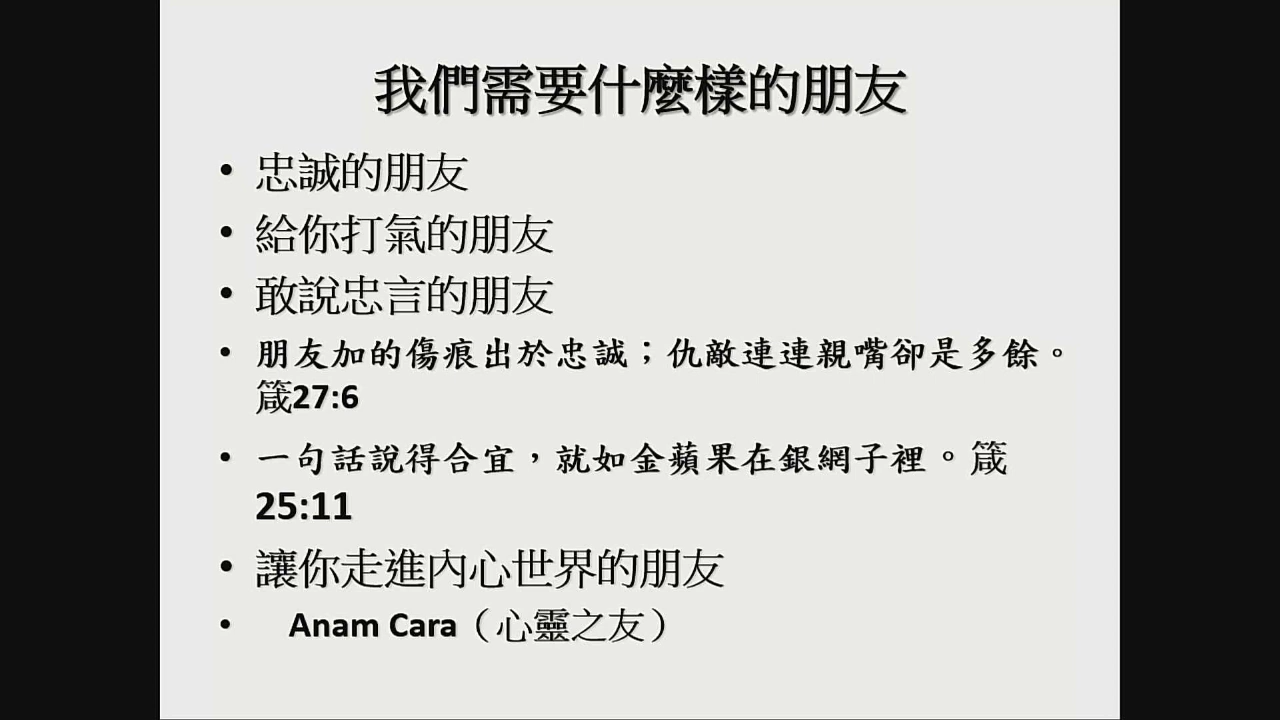 我們需要什麼樣的朋友
• 忠誠的朋友
• 給你打氣的朋友
• 敢說忠言的朋友
• 朋友加的傷痕出於忠誠；仇敵連連親嘴卻是多餘。
箴27:6
• 一句話說得合宜，就如金蘋果在銀網子裡。箴
25:11
• 讓你走進內心世界的朋友
• Anam Cara（心靈之友）